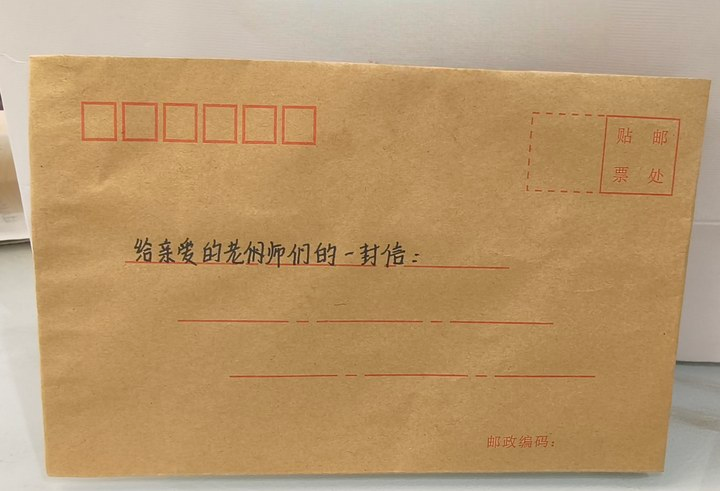 贴 邮
票 处
给亲爱的老们师们的一封信：
邮政编码：